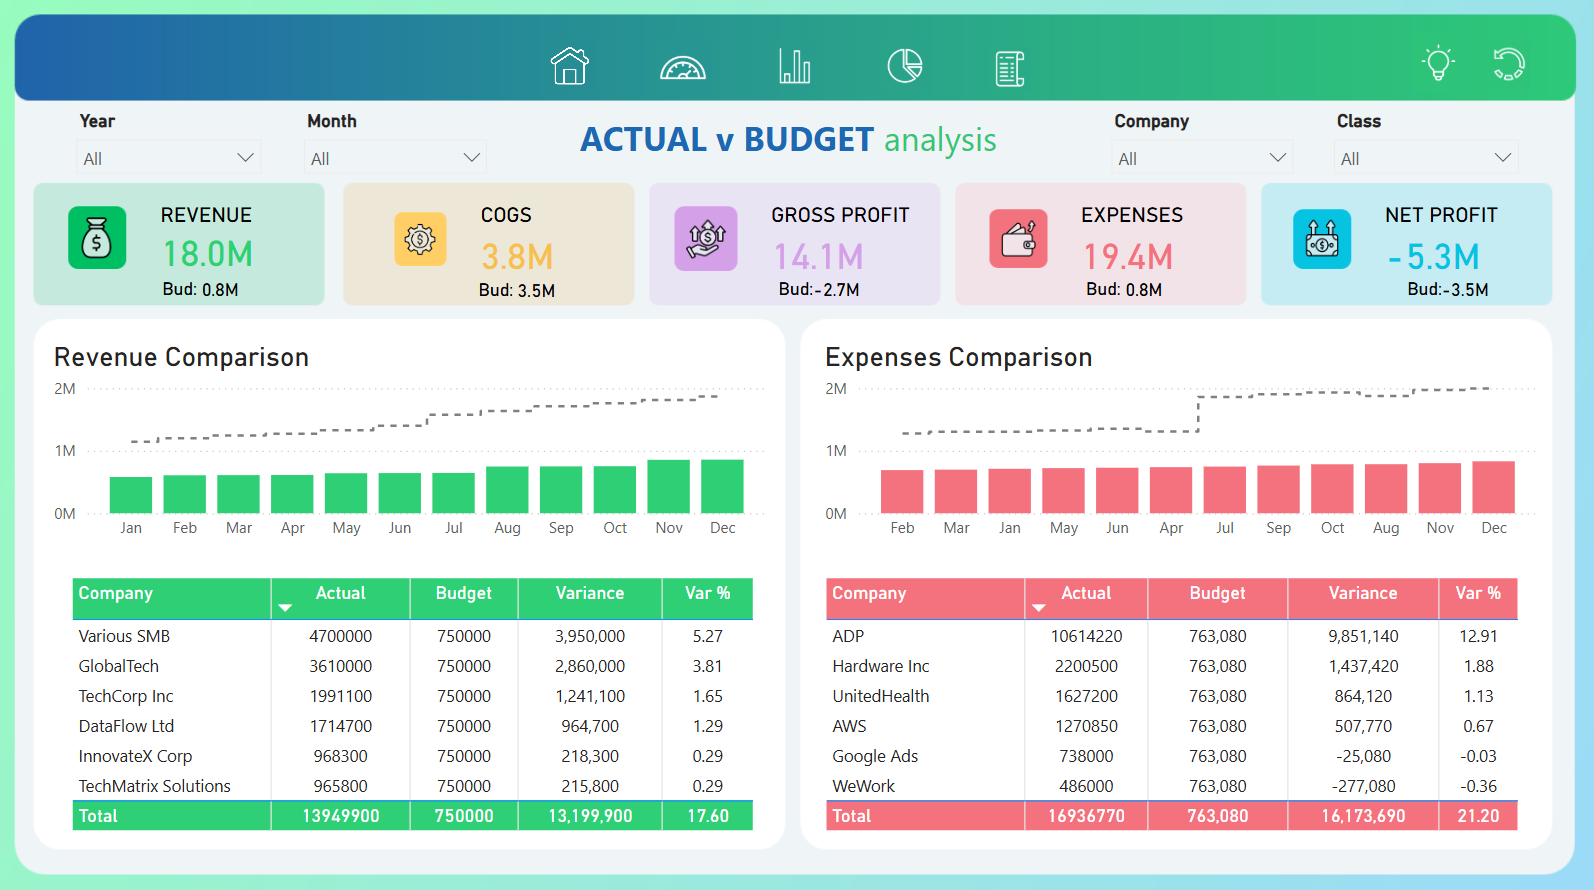 Year
Month
ACTUAL v BUDGET analysis
Company
Class
All
All
All
All
REVENUE
18.0M
Bud: 0.8M
COGS
3.8M
Bud: 3.5M
GROSS PROFIT
14.1M
Bud:-2.7M
EXPENSES
19.4M
Bud: 0.8M
NET PROFIT
-5.3M
Bud:-3.5M
Revenue Comparison
2M
1M
0M
Jan Feb Mar Apr May Jun Jul Aug Sep Oct Nov Dec
Company Actual Budget Variance Var %
Various SMB 4700000 750000 3,950,000 5.27
GlobalTech 3610000 750000 2,860,000 3.81
TechCorp Inc 1991100 750000 1,241,100 1.65
DataFlow Ltd 1714700 750000 964,700 1.29
InnovateX Corp 968300 750000 218,300 0.29
TechMatrix Solutions 965800 750000 215,800 0.29
Total 13949900 750000 13,199,900 17.60
Expenses Comparison
2M
1M
0M
Feb Mar Jan May Jun Apr Jul Sep Oct Aug Nov Dec
Company Actual Budget Variance Var %
ADP 10614220 763,080 9,851,140 12.91
Hardware Inc 2200500 763,080 1,437,420 1.88
UnitedHealth 1627200 763,080 864,120 1.13
AWS 1270850 763,080 507,770 0.67
Google Ads 738000 763,080 -25,080 -0.03
WeWork 486000 763,080 -277,080 -0.36
Total 16936770 763,080 16,173,690 21.20